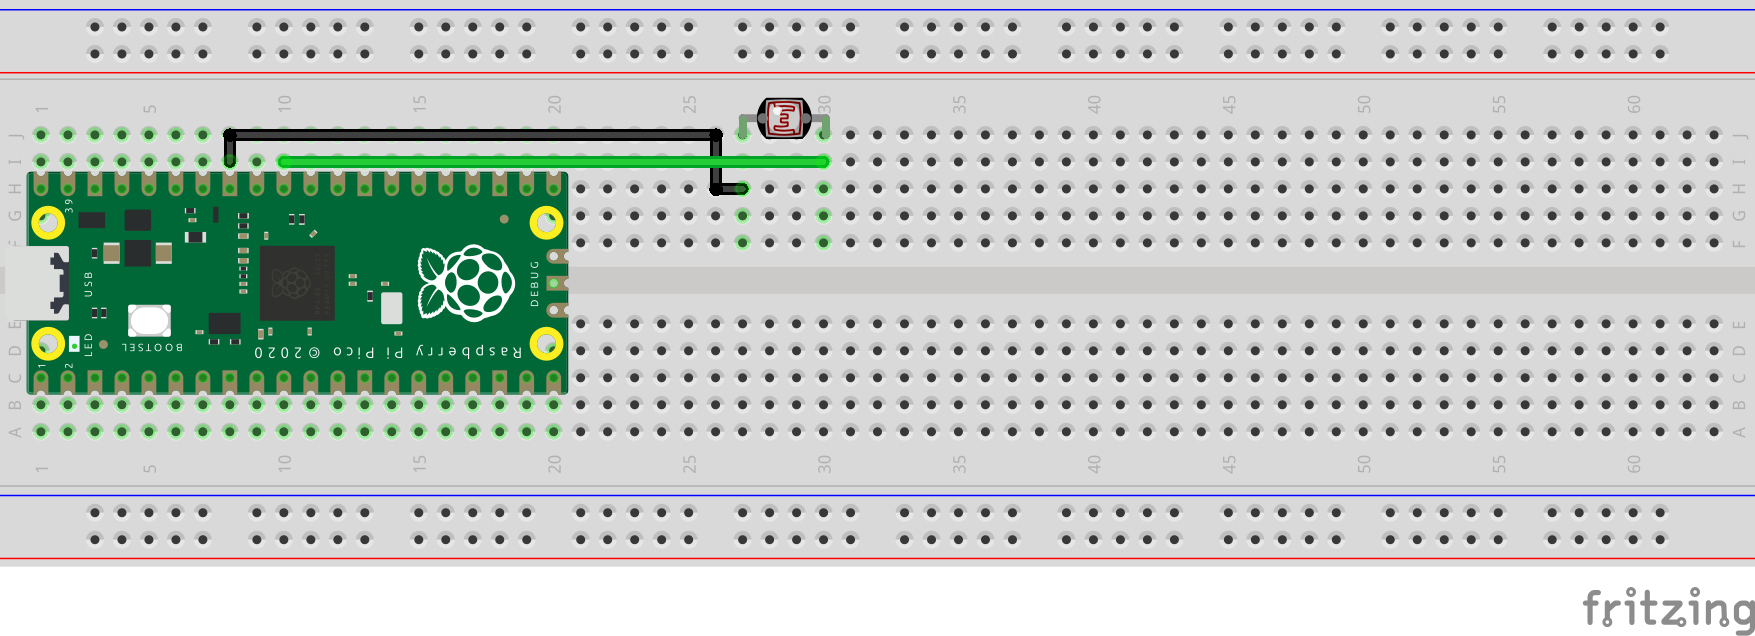 1 5 10 15 20 25 30 35 40 45 50 55 60
J J
I I
H H
39
G G
F F
USB
DEBUG
E E
LED
BOOTSEL
Raspberry Pi Pico © 2020
D D
1 2
C C
B B
A A
1 5 10 15 20 25 30 35 40 45 50 55 60
fritzing